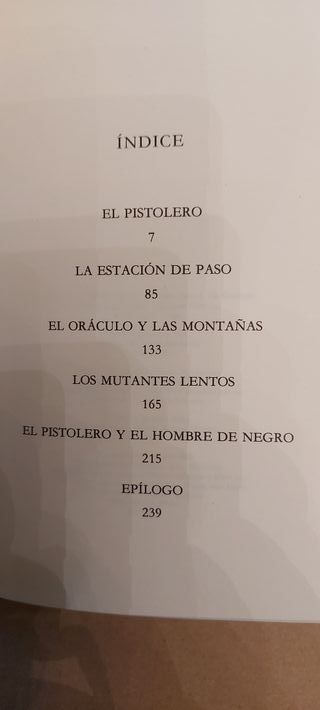 ÍNDICE
EL PISTOLERO
7
LA ESTACIÓN DE PASO
85
EL ORÁCULO Y LAS MONTAÑAS
133
LOS MUTANTES LENTOS
165
EL PISTOLERO Y EL HOMBRE DE NEGRO
215
EPÍLOGO
239